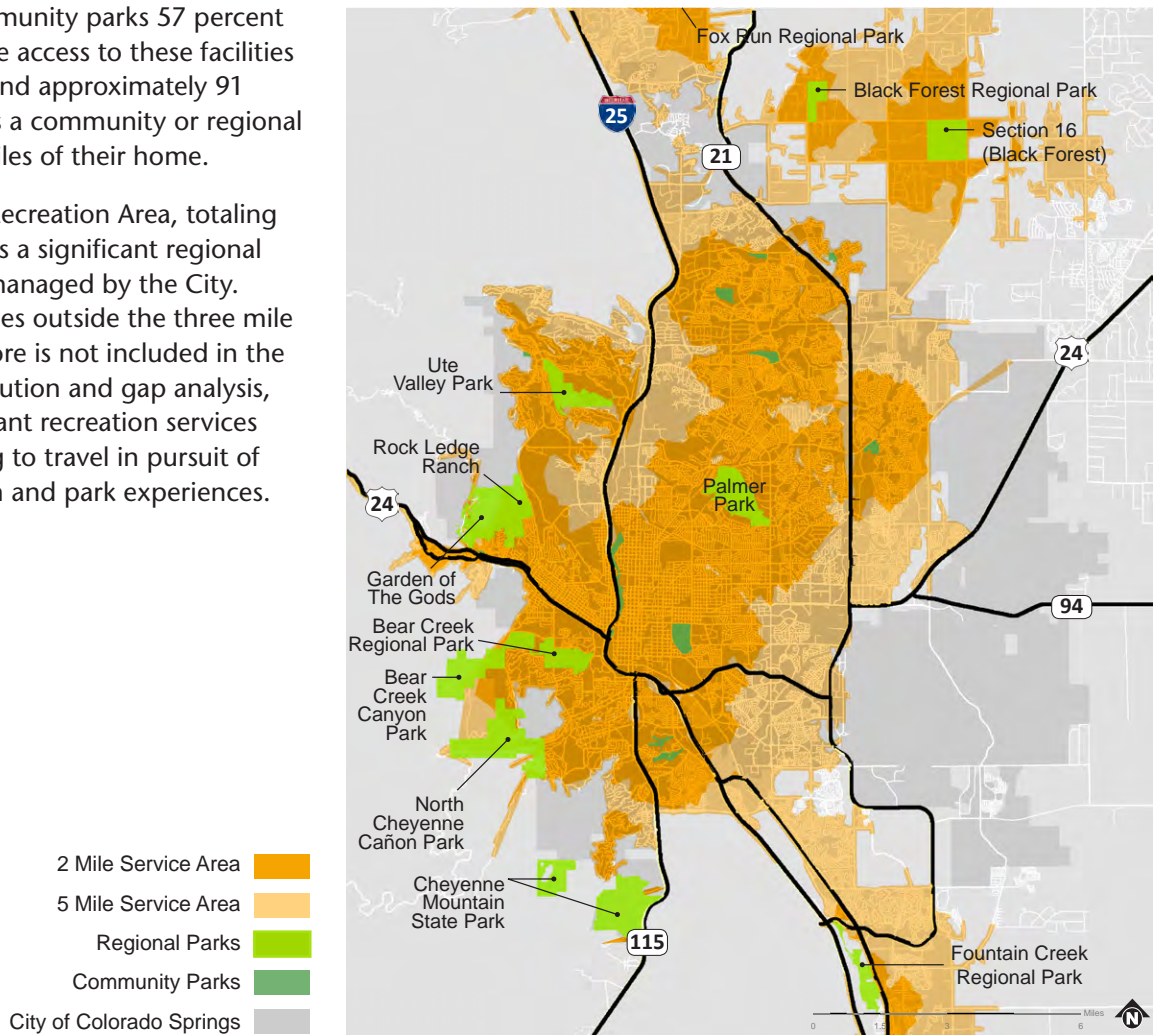 munity parks 57 percent
e access to these facilities
nd approximately 91
s a community or regional
iles of their home.
Recreation Area, totaling
s a significant regional
managed by the City.
es outside the three mile
ore is not included in the
ution and gap analysis,
ant recreation services
g to travel in pursuit of
n and park experiences.
Fox Run Regional Park
Black Forest Regional Park
25
21
Section 16
(Black Forest)
24
Ute
Valley Park
Rock Ledge
Ranch
24
Palmer
Park
Garden of
The Gods
94
Bear Creek
Regional Park
Bear
Creek
Canyon
Park
North
Cheyenne
Cañon Park
Cheyenne
Mountain
State Park
115
Fountain Creek
Regional Park
2 Mile Service Area
5 Mile Service Area
Regional Parks
Community Parks
City of Colorado Springs
Miles
0 1.5 3 6
N